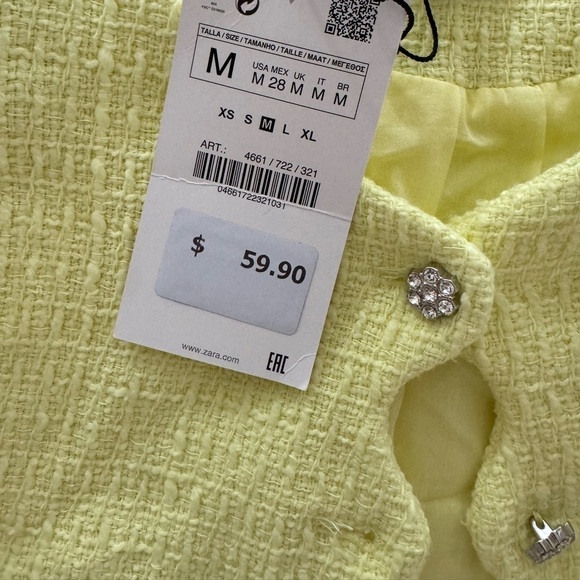 TALLA / SIZE / TAMANHO / TAILLE / MAAT / ΜΕΓΕΘΟΣ
M
USA MEX UK IT BR
M 28 M M M
XS S M L XL
ART.: 4661 / 722 / 321
04661722321031
$ 59.90
www.zara.com
EAC